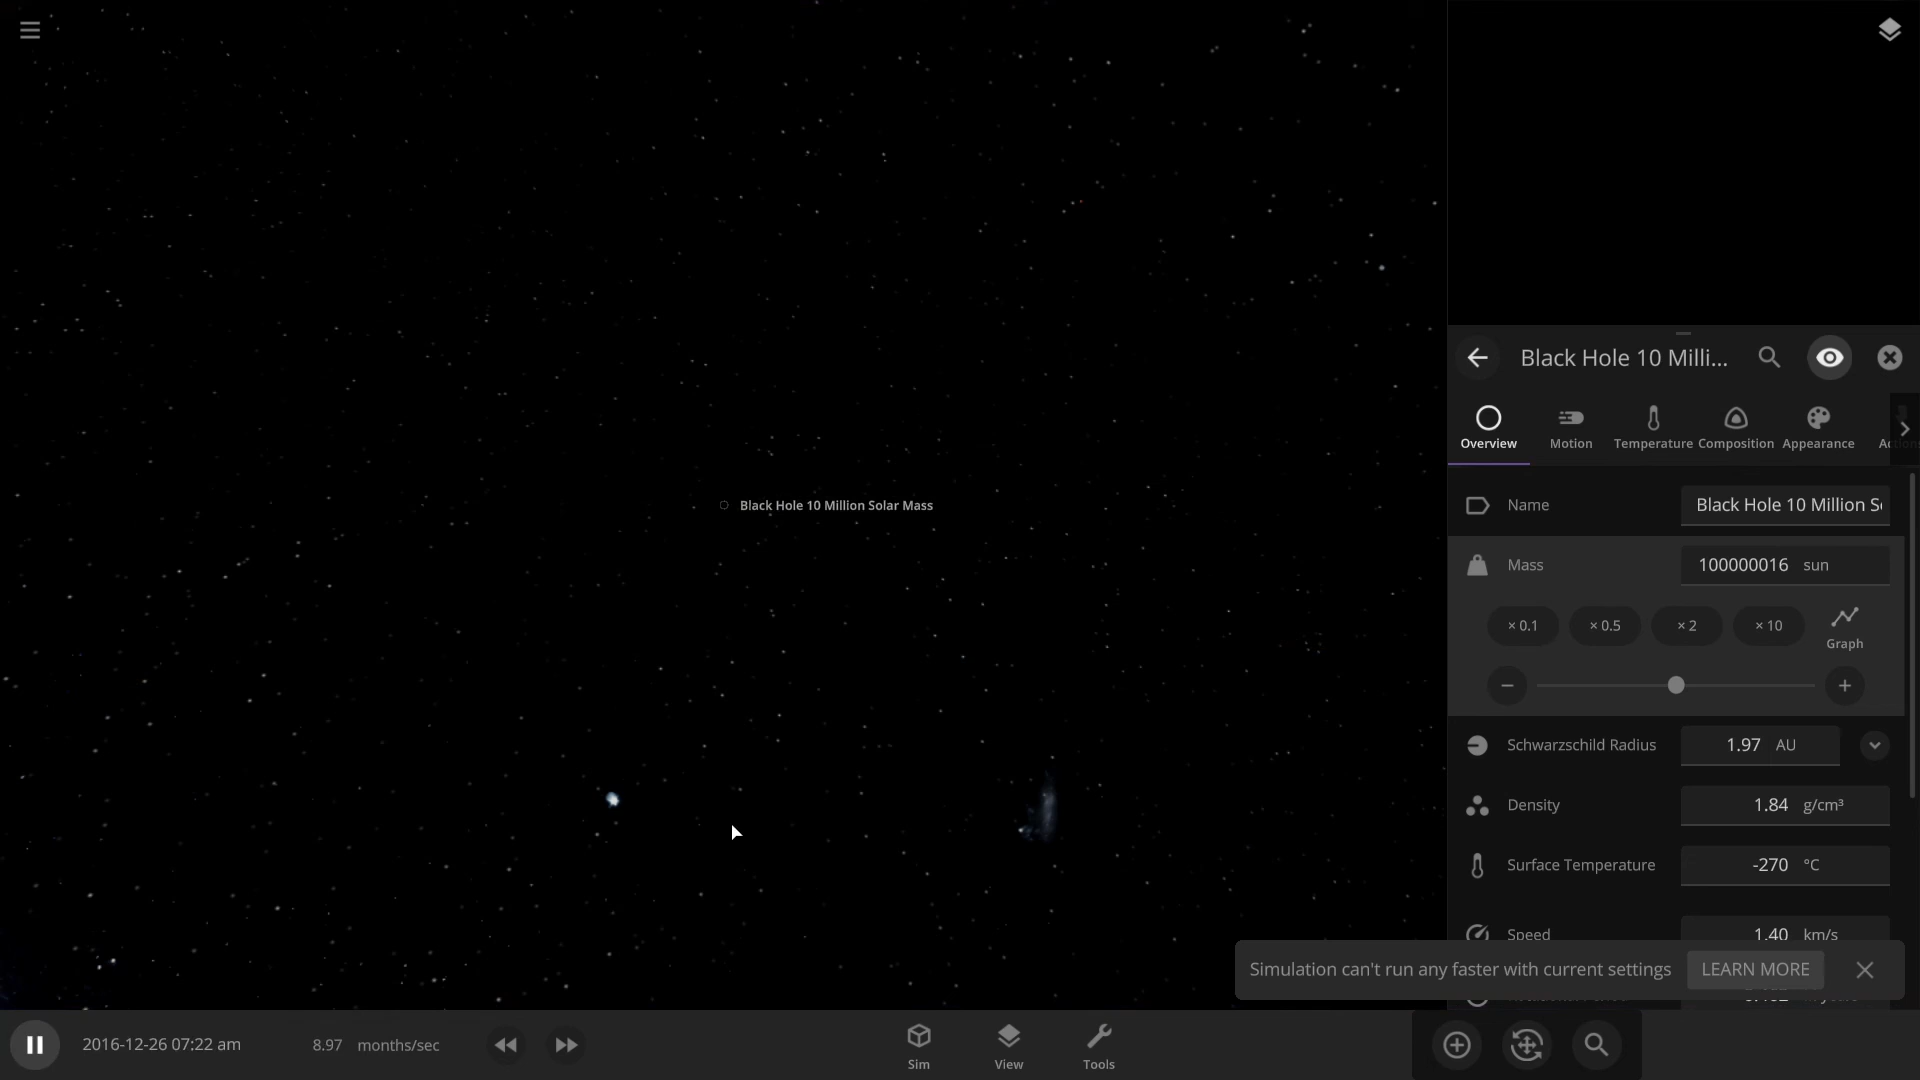 Black Hole 10 Milli...
Overview
Motion
Temperature
Composition
Appearance
Name
Black Hole 10 Million S
Black Hole 10 Million Solar Mass
Mass
100000016 sun
× 0.1
× 0.5
× 2
× 10
Graph
Schwarzschild Radius
1.97 AU
Density
1.84 g/cm³
Surface Temperature
-270 °C
Speed
1.40 km/s
Simulation can't run any faster with current settings
LEARN MORE
2016-12-26 07:22 am
8.97 months/sec
Sim
View
Tools